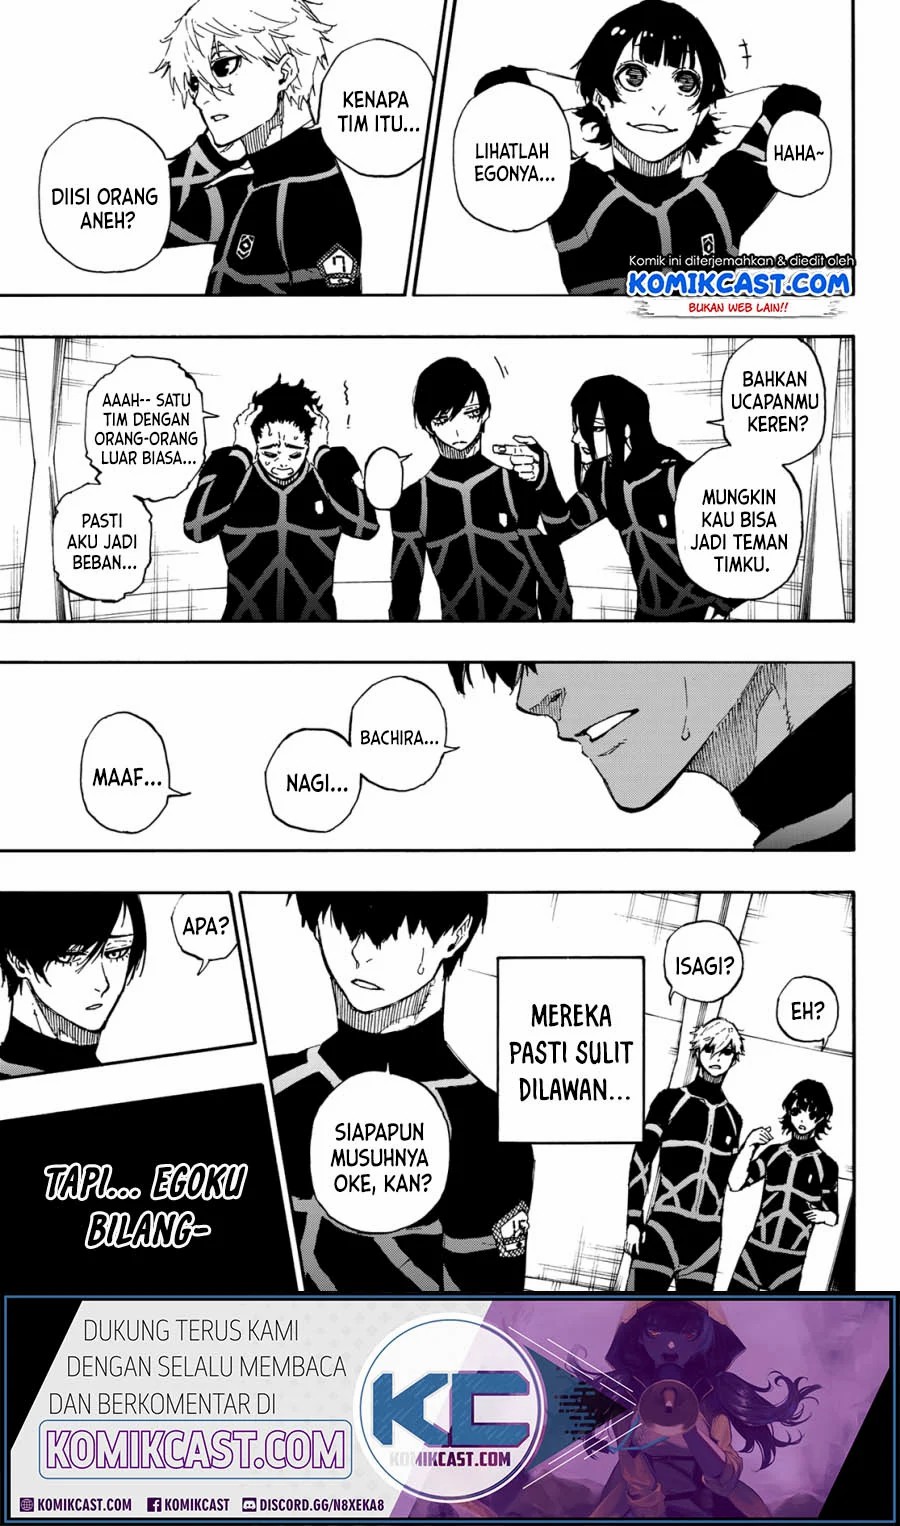 HAHA~
LIHATLAH
EGONYA...
KENAPA
TIM ITU...
DIISI ORANG
ANEH?
7
Komik ini diterjemahkan & diedit oleh
KOMIKCAST.COM
BUKAN WEB LAIN!!
BAHKAN
UCAPANMU
KEREN?
MUNGKIN
KAU BISA
JADI TEMAN
TIMKU.
...
AAAH-- SATU
TIM DENGAN
ORANG-ORANG
LUAR BIASA...
PASTI
AKU JADI
BEBAN...
BACHIRA...
NAGI...
MAAF...
EH?
ISAGI?
MEREKA
PASTI SULIT
DILAWAN...
SIAPAPUN
MUSUHNYA
OKE, KAN?
15
APA?
TAPI... EGOKU
BILANG-
DUKUNG TERUS KAMI
DENGAN SELALU MEMBACA
DAN BERKOMENTAR DI
KOMIKCAST.COM
KC
KOMIKCAST.COM
KOMIKCAST.COM
KOMIKCAST
DISCORD.GG/N8XEKA8